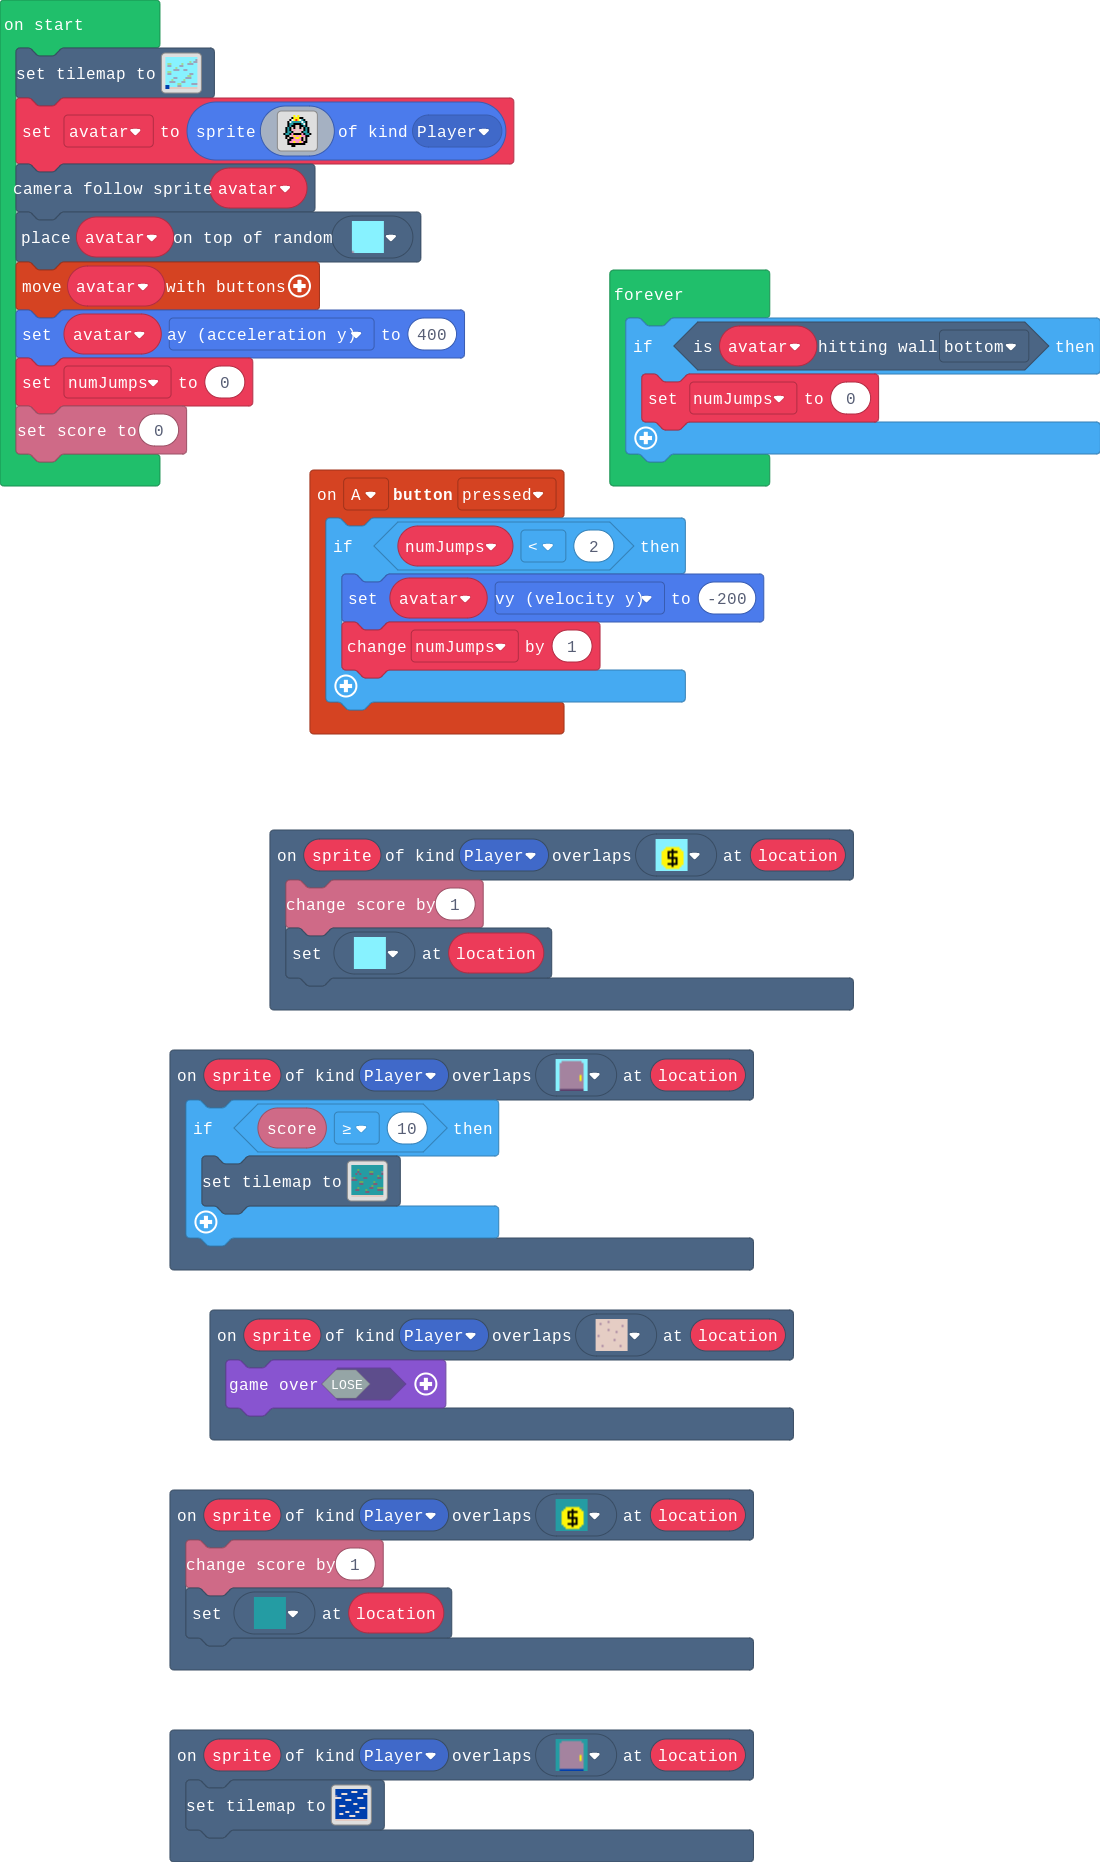 on start
set tilemap to
set avatar to sprite of kind Player
camera follow sprite avatar
place avatar on top of random
move avatar with buttons
set avatar ay (acceleration y) to 400
set numJumps to 0
set score to 0
forever
if is avatar hitting wall bottom then
set numJumps to 0
on A button pressed
if numJumps < 2 then
set avatar vy (velocity y) to -200
change numJumps by 1
on sprite of kind Player overlaps $ at location
change score by 1
set at location
on sprite of kind Player overlaps at location
if score ≥ 10 then
set tilemap to
on sprite of kind Player overlaps at location
game over LOSE
on sprite of kind Player overlaps $ at location
change score by 1
set at location
on sprite of kind Player overlaps at location
set tilemap to